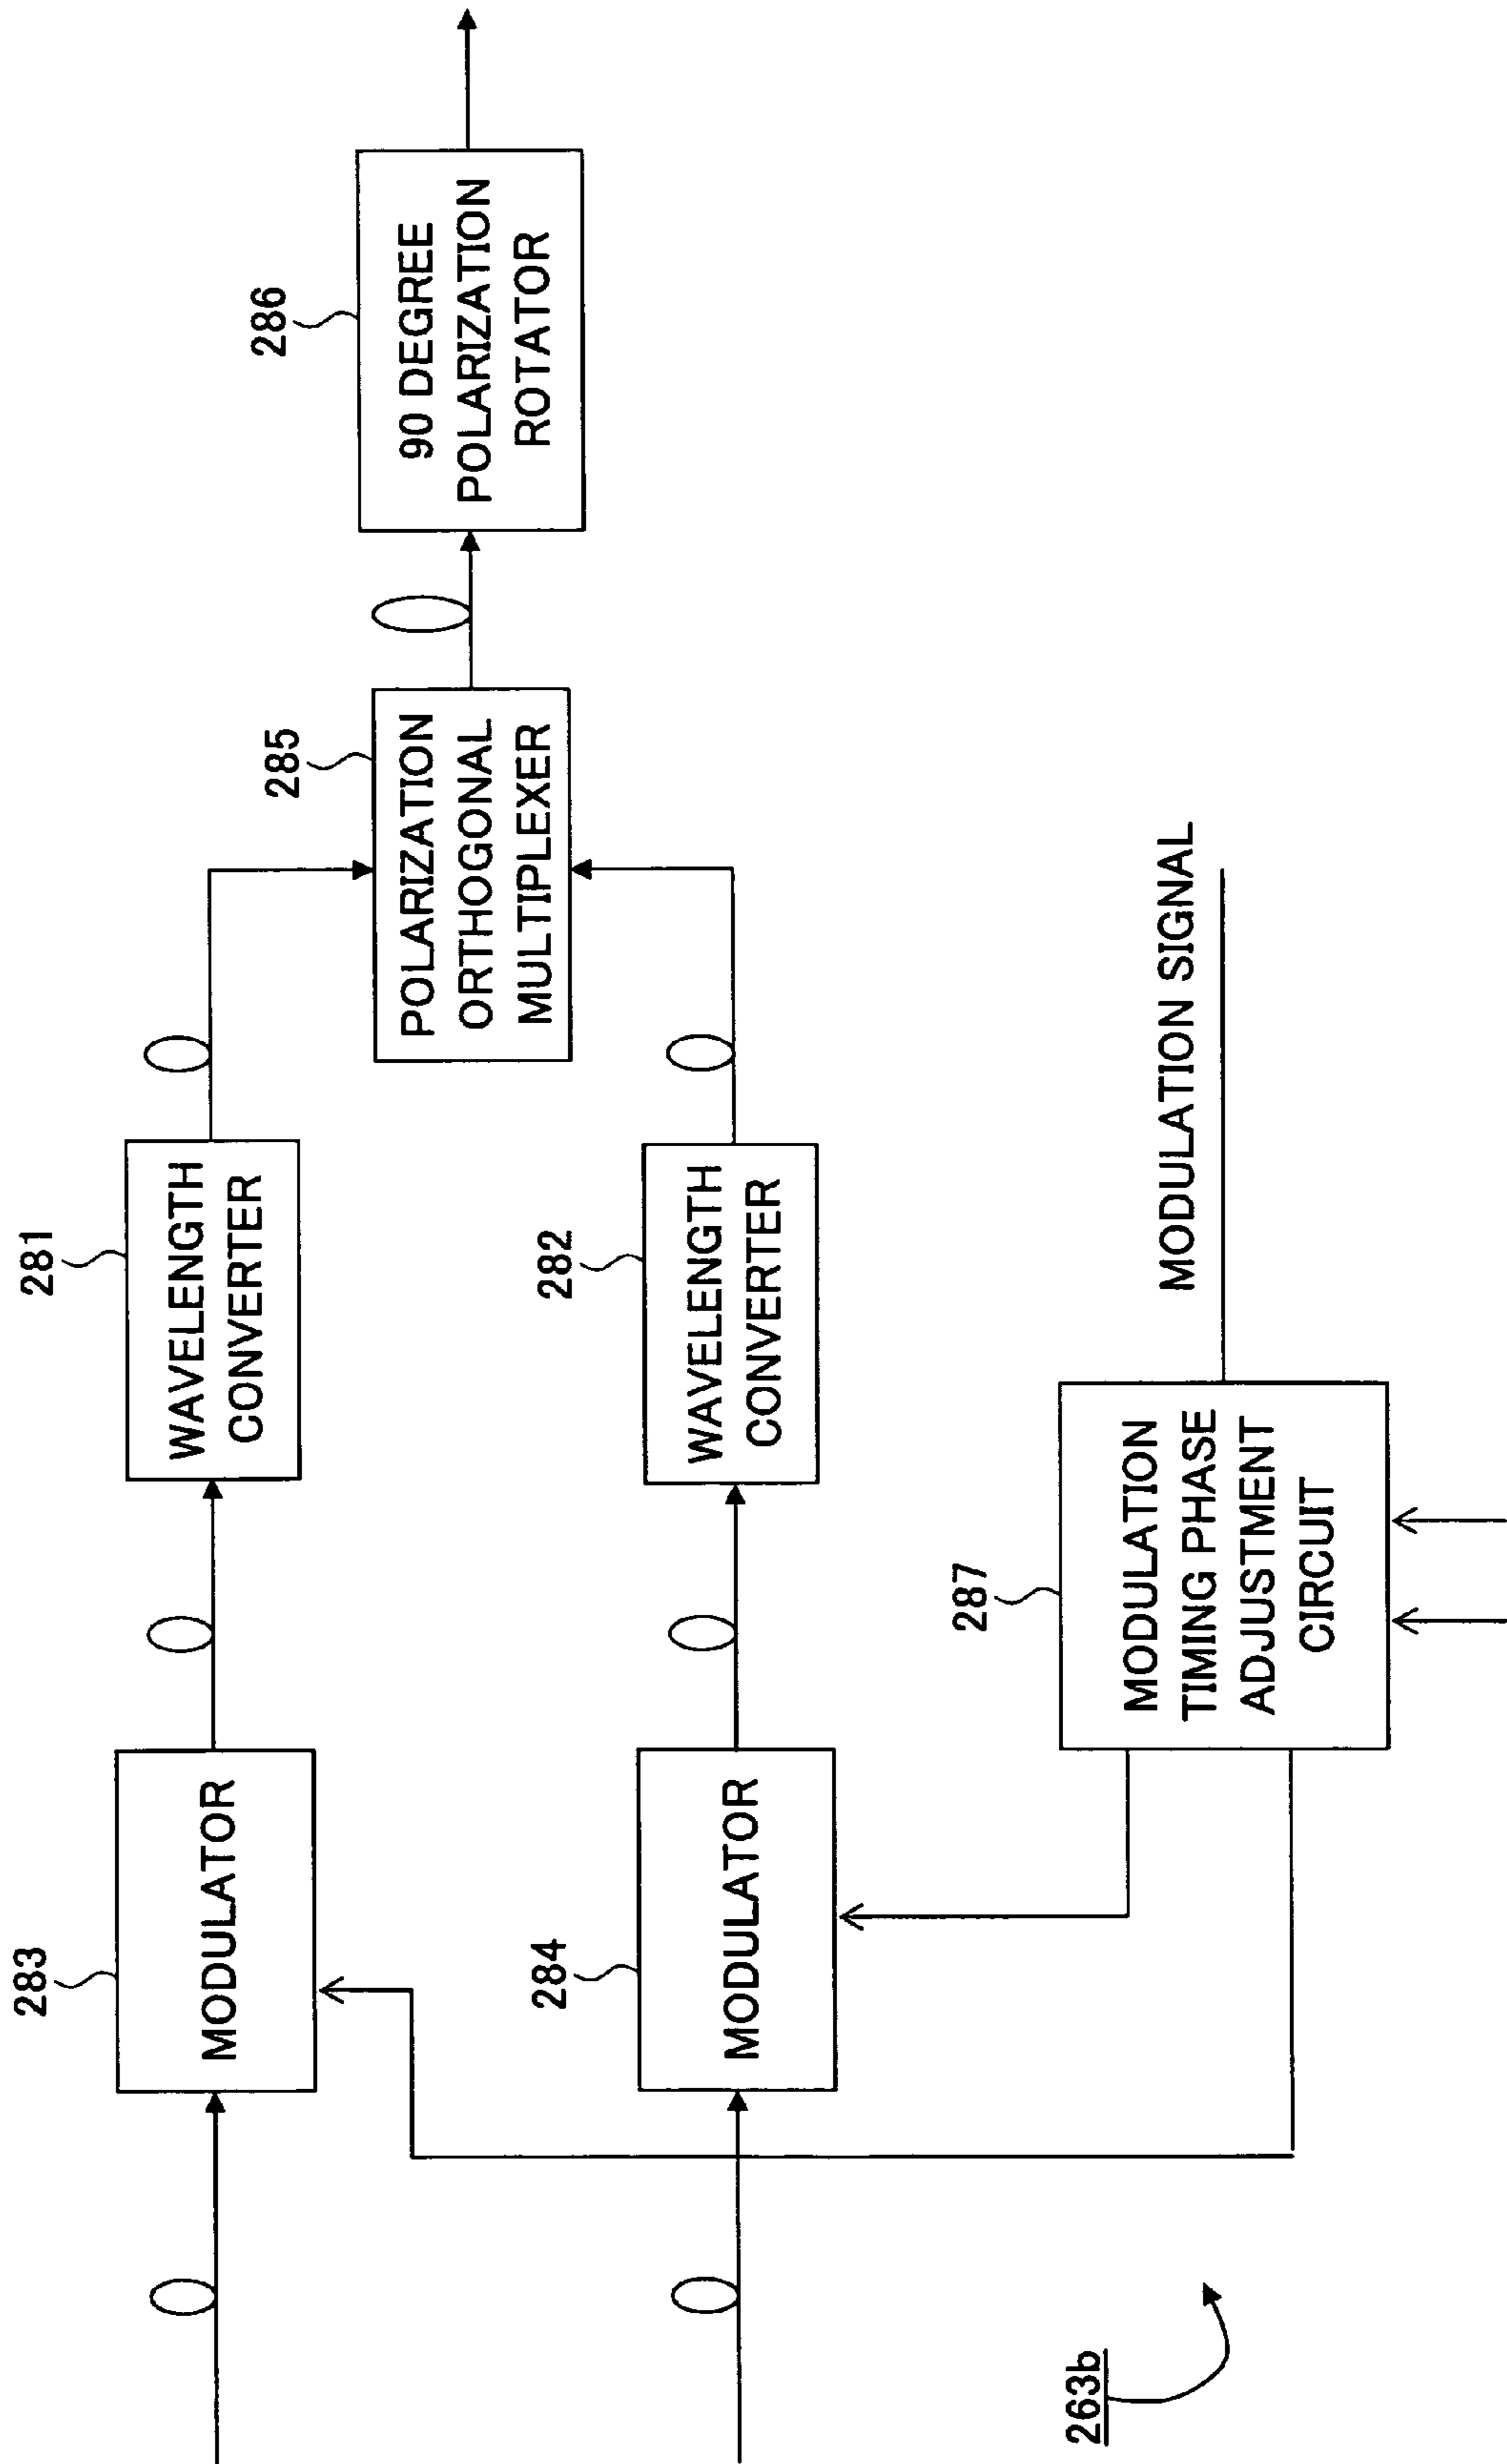 283
MODULATOR
281
WAVELENGTH
CONVERTER
285
POLARIZATION
ORTHOGONAL
MULTIPLEXER
286
90 DEGREE
POLARIZATION
ROTATOR
284
MODULATOR
282
WAVELENGTH
CONVERTER
287
MODULATION
TIMING PHASE
ADJUSTMENT
CIRCUIT
MODULATION SIGNAL
263b